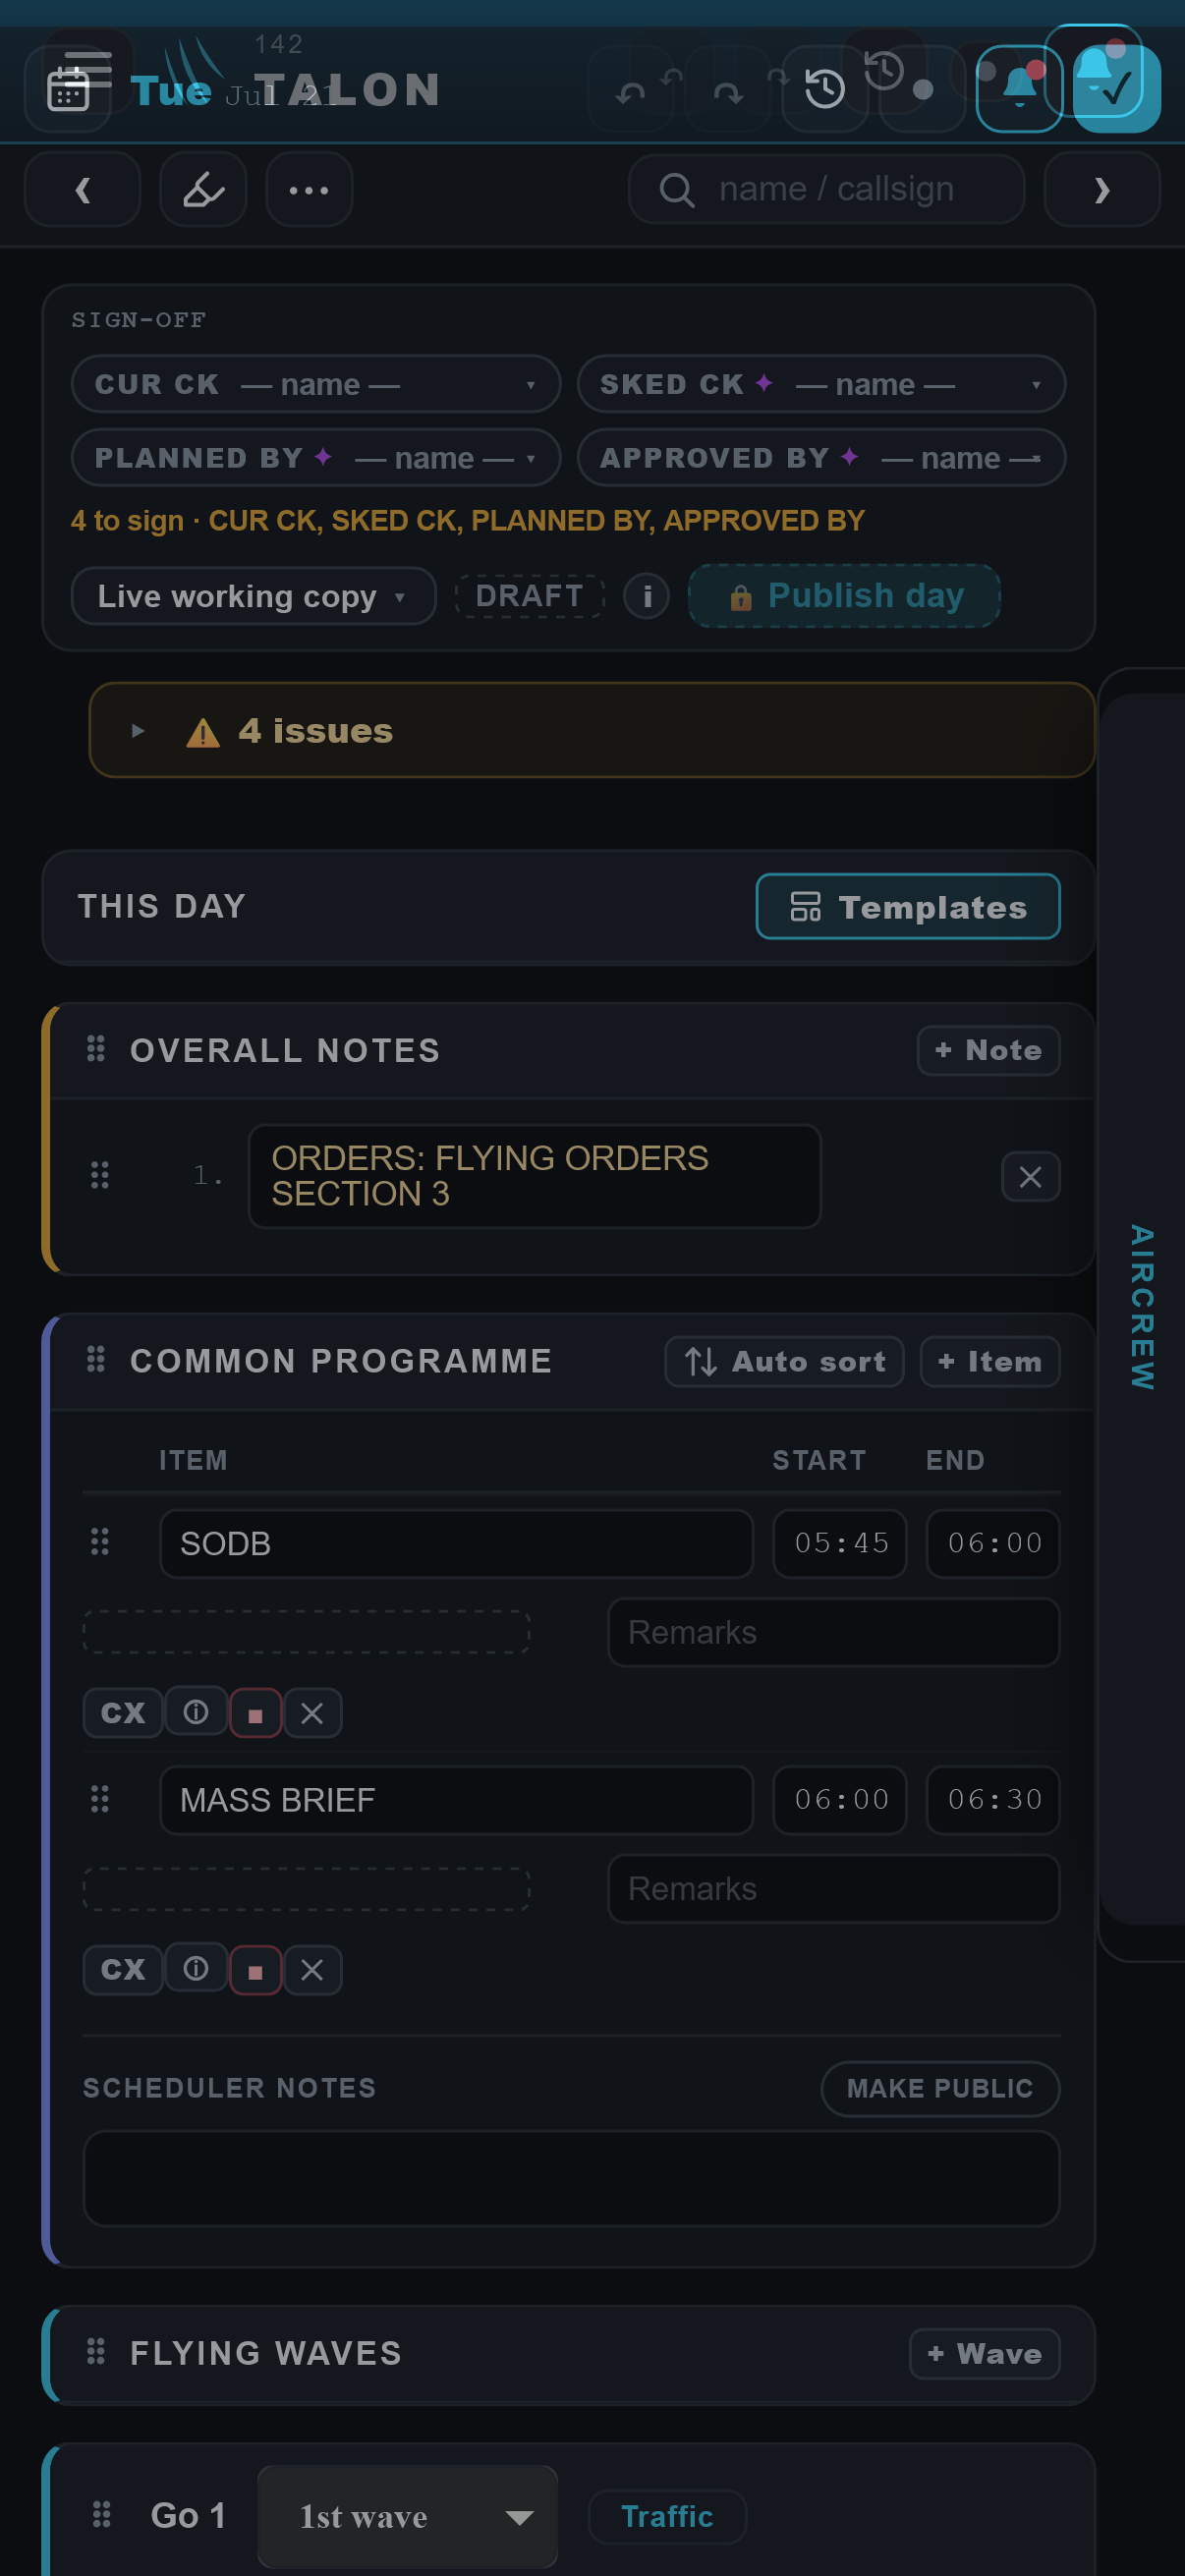 142
TALON
Tue Jul 21
name / callsign
SIGN-OFF
CUR CK — name —
SKED CK — name —
PLANNED BY — name —
APPROVED BY — name —
4 to sign · CUR CK, SKED CK, PLANNED BY, APPROVED BY
Live working copy
DRAFT
i
Publish day
4 issues
THIS DAY
Templates
OVERALL NOTES
+ Note
1.
ORDERS: FLYING ORDERS
SECTION 3
AIRCREW
COMMON PROGRAMME
Auto sort
+ Item
ITEM START END
SODB 05:45 06:00
Remarks
CX
MASS BRIEF 06:00 06:30
Remarks
CX
SCHEDULER NOTES
MAKE PUBLIC
FLYING WAVES
+ Wave
Go 1
1st wave
Traffic